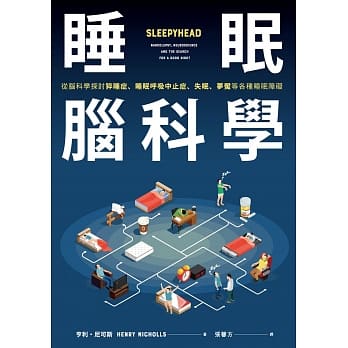 SLEEPYHEAD
NARCOLEPSY, NEUROSCIENCE
AND THE SEARCH
FOR A GOOD NIGHT
睡眠
從腦科學探討猝睡症、睡眠呼吸中止症、失眠、夢魘等各種睡眠障礙
腦科學
亨利・尼可斯 HENRY NICHOLLS 著 張馨方 譯